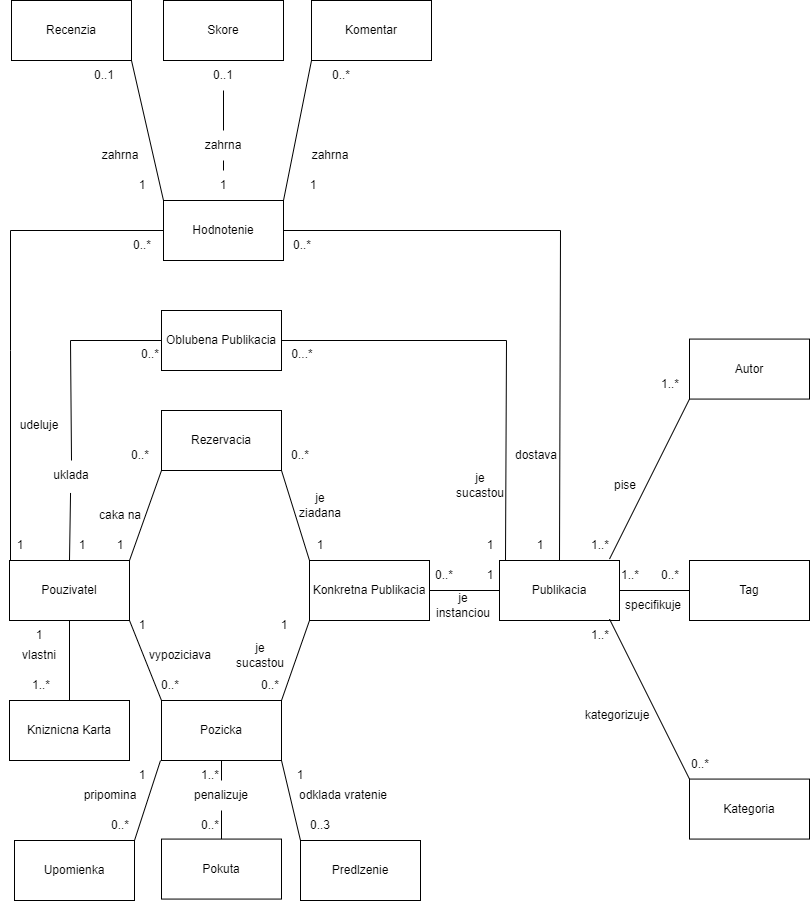 Recenzia
Skore
Komentar
0..1
0..1
0..*
zahrna
zahrna
zahrna
1
1
1
Hodnotenie
0..*
0..*
Oblubena Publikacia
0..*
0...*
Autor
1..*
udeluje
Rezervacia
0..*
0..*
dostava
uklada
je
sucastou
pise
caka na
je
ziadana
1
1
1
1
1
1
1..*
Pouzivatel
Konkretna Publikacia
0..*
1
je
instanciou
Publikacia
1..*
0..*
specifikuje
Tag
1
1
1
1..*
vlastni
vypoziciava
je
sucastou
1..*
0..*
0..*
kategorizuje
Kniznicna Karta
Pozicka
0..*
1
1..*
1
pripomina
penalizuje
odklada vratenie
0..*
0..*
0..3
Kategoria
Upomienka
Pokuta
Predlzenie